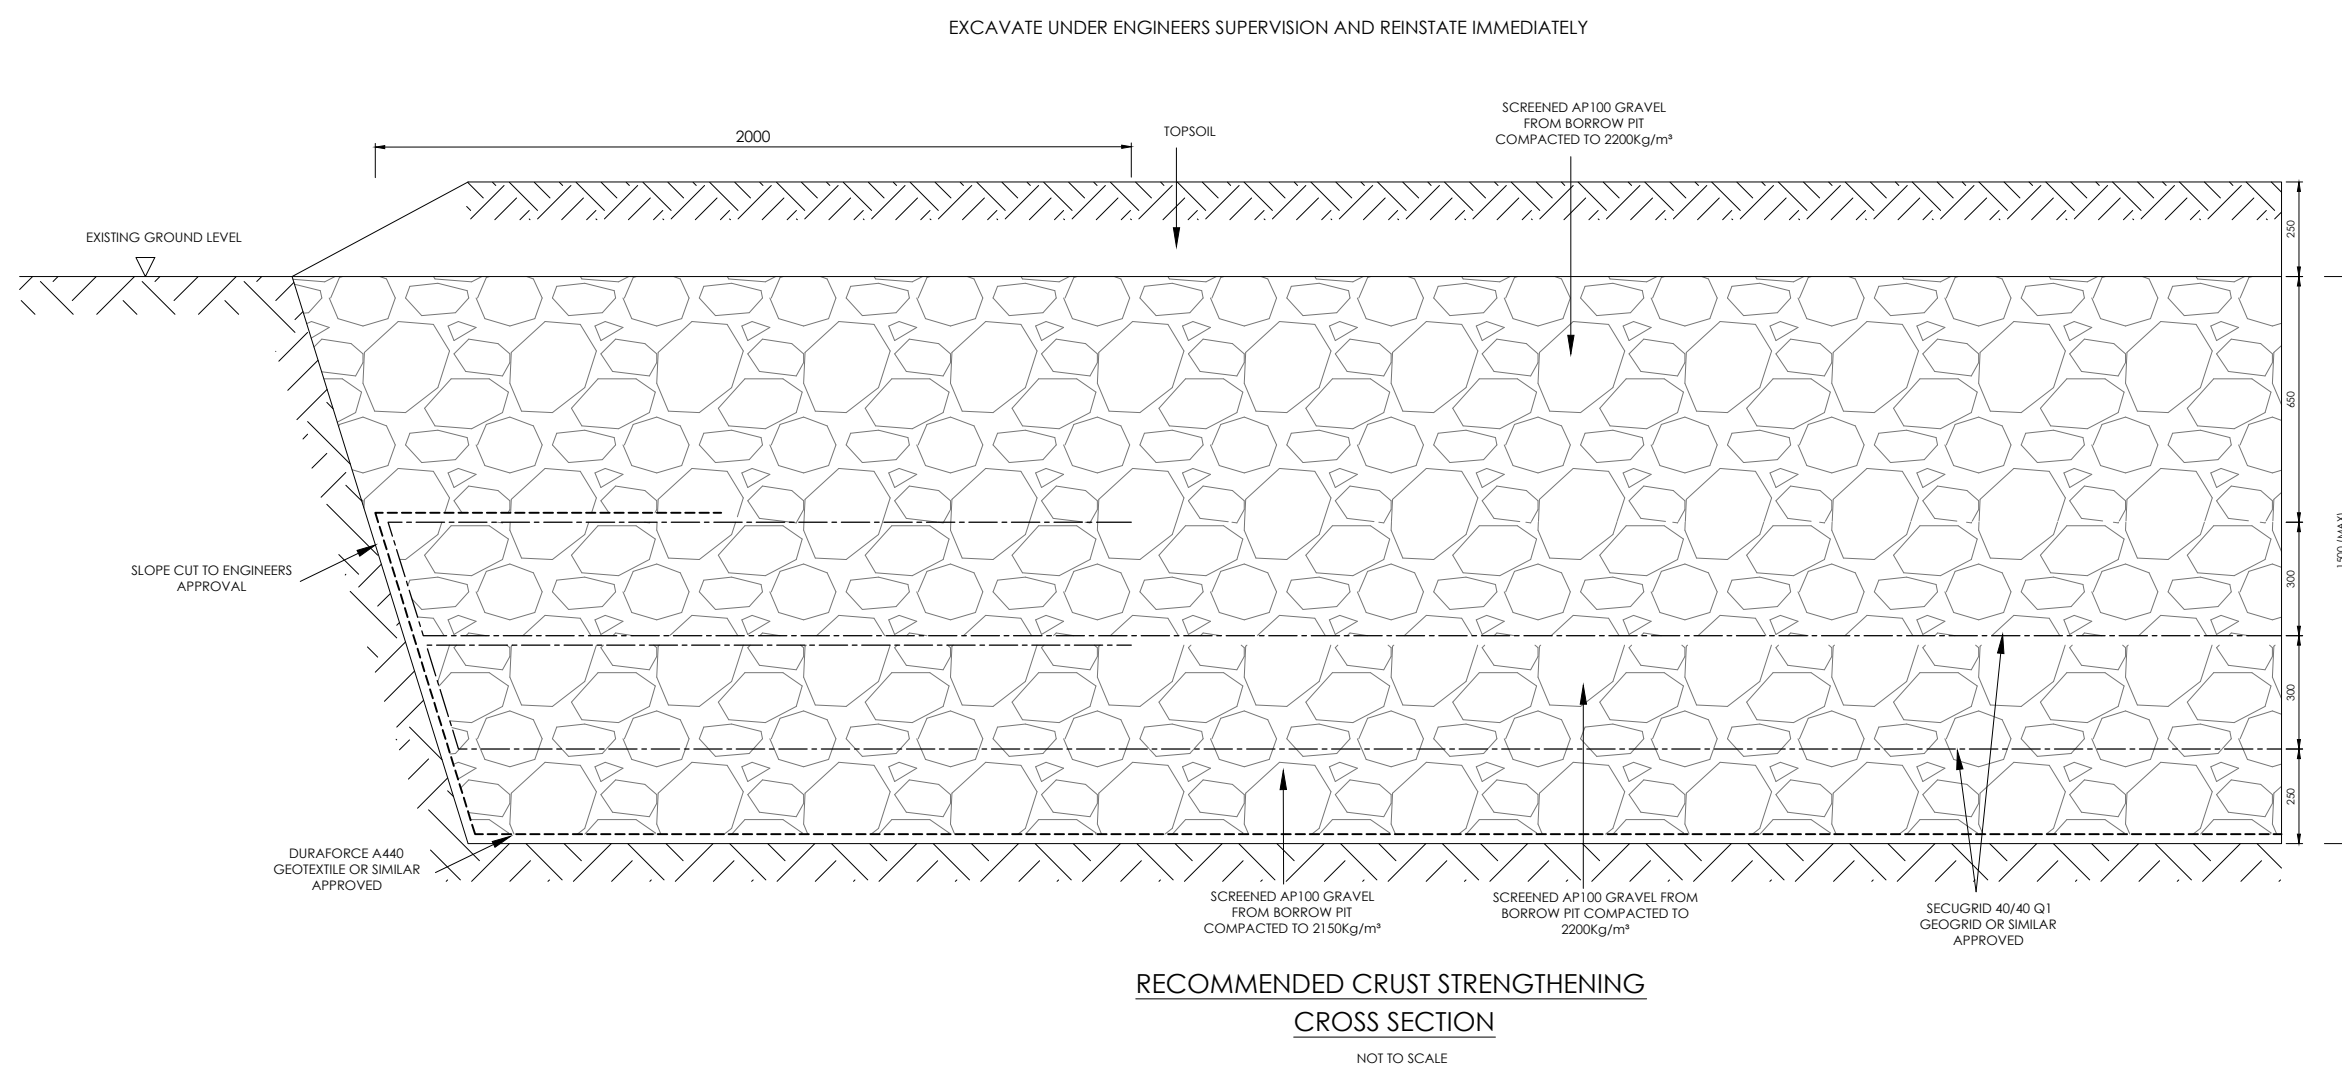 EXCAVATE UNDER ENGINEERS SUPERVISION AND REINSTATE IMMEDIATELY
SCREENED AP100 GRAVEL
FROM BORROW PIT
COMPACTED TO 2200Kg/m³
2000
TOPSOIL
EXISTING GROUND LEVEL
250
650
300
300
250
1500 (MAX)
SLOPE CUT TO ENGINEERS
APPROVAL
DURAFORCE A440
GEOTEXTILE OR SIMILAR
APPROVED
SCREENED AP100 GRAVEL
FROM BORROW PIT
COMPACTED TO 2150Kg/m³
SCREENED AP100 GRAVEL FROM
BORROW PIT COMPACTED TO
2200Kg/m³
SECUGRID 40/40 Q1
GEOGRID OR SIMILAR
APPROVED
RECOMMENDED CRUST STRENGTHENING
CROSS SECTION
NOT TO SCALE